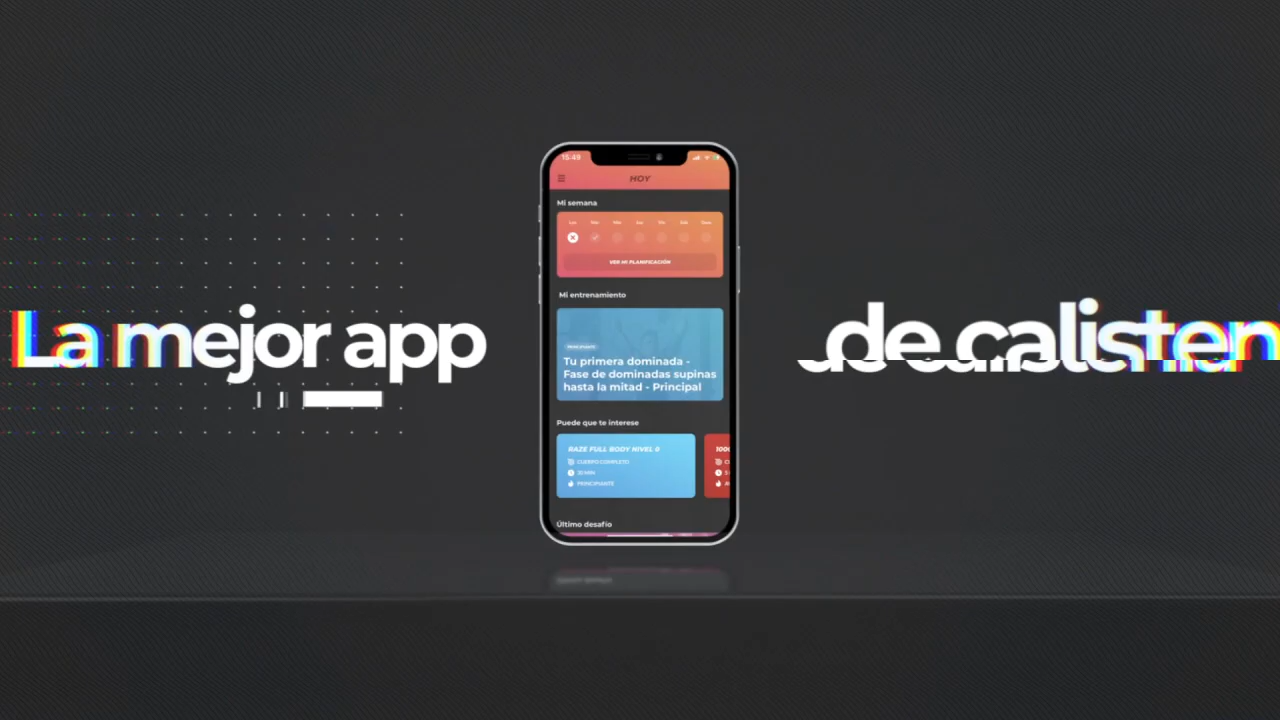 La mejor app
de calistenia
15:49
HOY
Mi semana
VER MI PLANIFICACIÓN
Mi entrenamiento
PRINCIPIANTE
Tu primera dominada -
Fase de dominadas supinas
hasta la mitad - Principal
Puede que te interese
RAZE FULL BODY NIVEL 0
CUERPO COMPLETO
35 MIN
PRINCIPIANTE
Último desafío